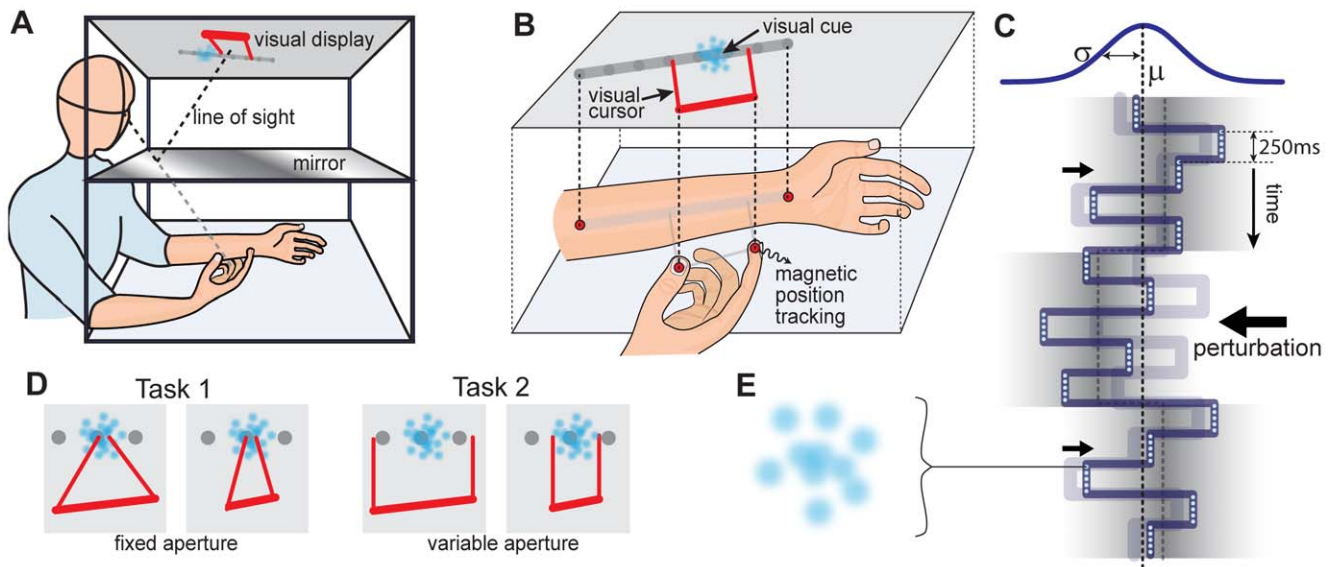 A
visual display
line of sight
mirror
B
visual cue
visual
cursor
magnetic
position
tracking
C
σ
μ
250ms
time
perturbation
D
Task 1
Task 2
fixed aperture
variable aperture
E